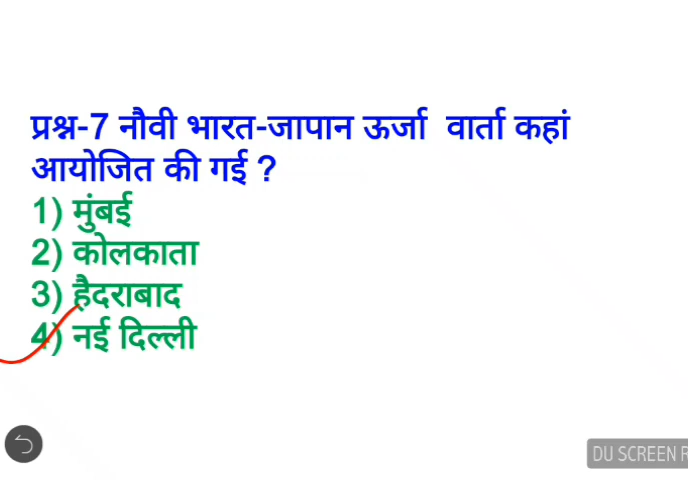 प्रश्न-7 नौवी भारत-जापान ऊर्जा वार्ता कहां
आयोजित की गई ?
1) मुंबई
2) कोलकाता
3) हैदराबाद
4) नई दिल्ली
DU SCREEN